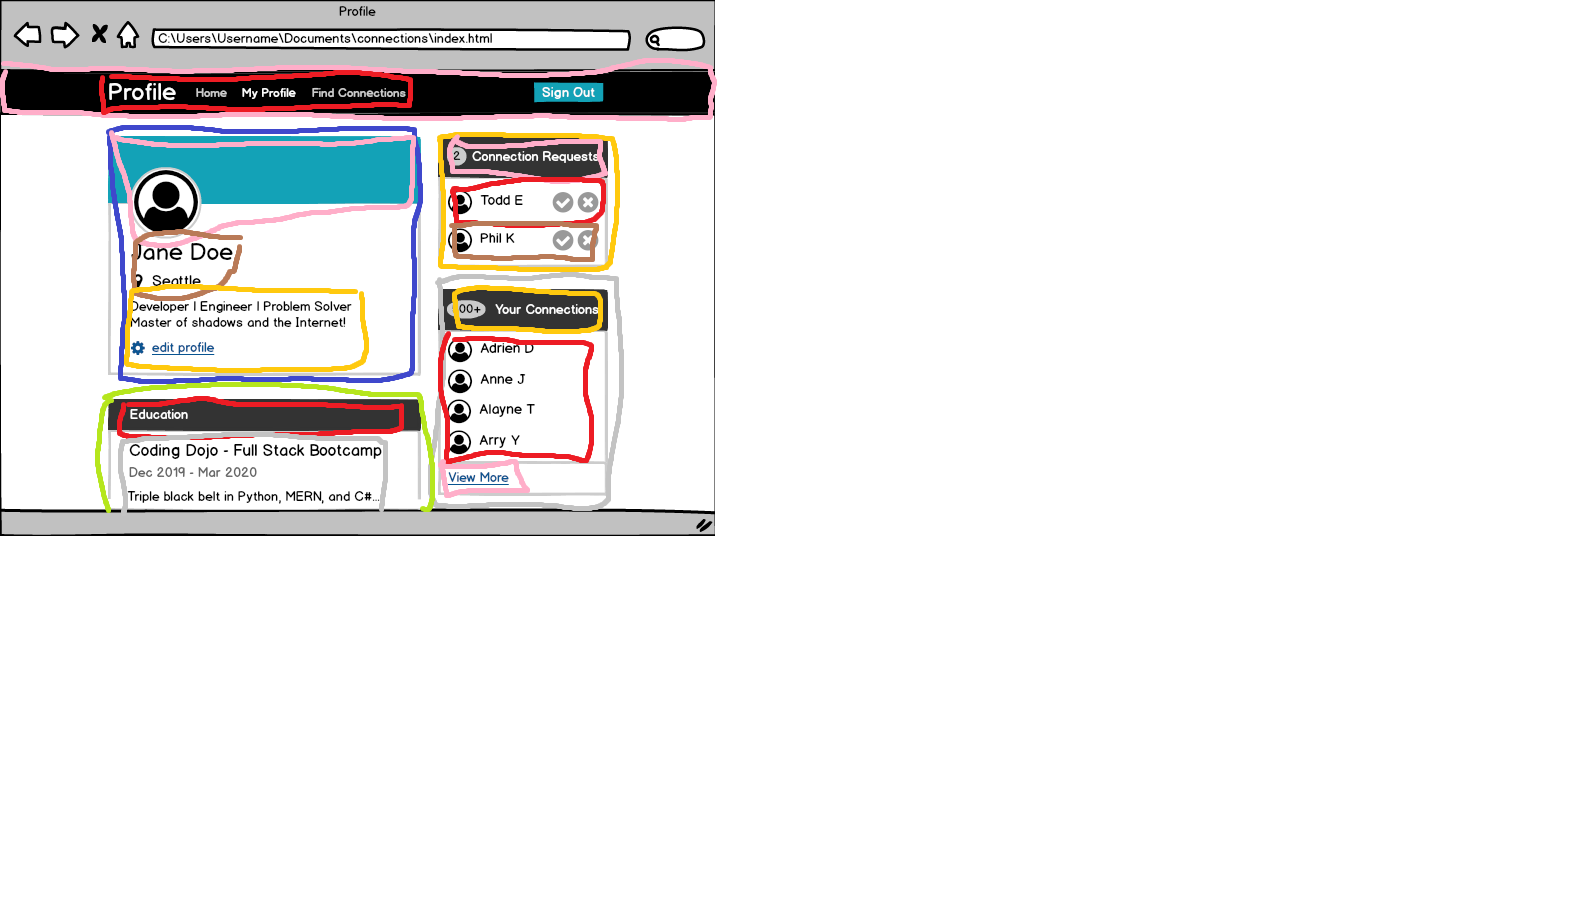 Profile
C:\Users\Username\Documents\connections\index.html
Profile Home My Profile Find Connections Sign Out
Jane Doe
Seattle
Developer | Engineer | Problem Solver
Master of shadows and the Internet!
edit profile
Education
Coding Dojo - Full Stack Bootcamp
Dec 2019 - Mar 2020
Triple black belt in Python, MERN, and C#...
2 Connection Requests
Todd E
Phil K
00+ Your Connections
Adrien D
Anne J
Alayne T
Arry Y
View More